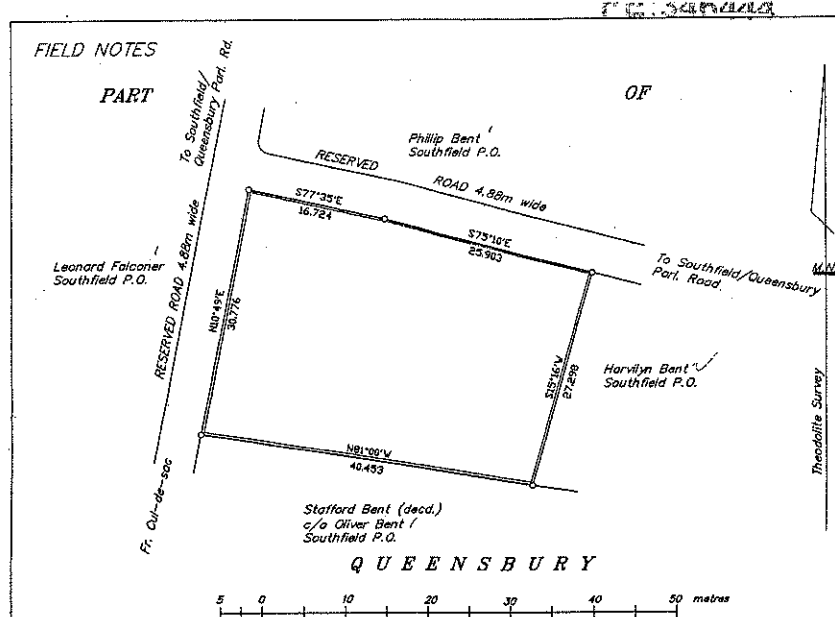 FIELD NOTES
PART
OF
To Southfield/
Queensbury Parl. Rd.
Phillip Bent
Southfield P.O.
RESERVED
ROAD 4.88m wide
S77°35'E
16.724
S75°10'E
25.903
To Southfield/Queensbury
Parl. Road.
M.N.
Leonard Falconer
Southfield P.O.
RESERVED ROAD 4.88m wide
N10°49'E
30.776
S15°16'W
27.298
Harvilyn Bent
Southfield P.O.
Theodolite Survey
N81°00'W
40.453
Fr. Cul-de-sac
Stafford Bent (decd.)
c/o Oliver Bent
Southfield P.O.
QUEENSBURY
5 0 10 20 30 40 50 metres